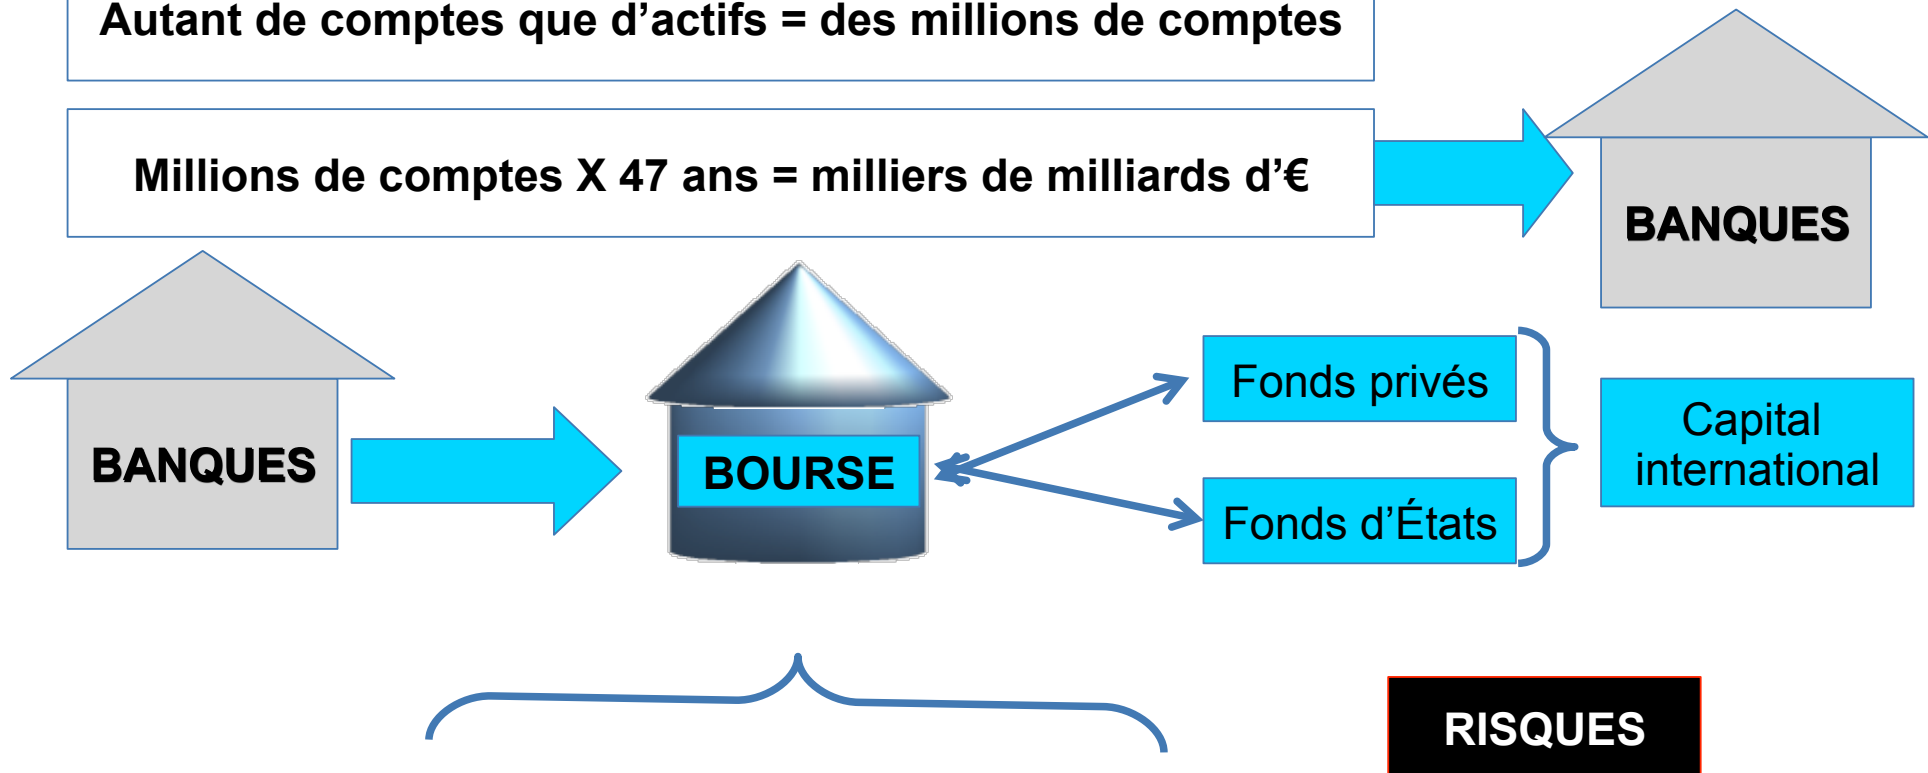 Autant de comptes que d’actifs = des millions de comptes
Millions de comptes X 47 ans = milliers de milliards d’€
BANQUES
BANQUES
BOURSE
Fonds privés
Fonds d’États
Capital
international
RISQUES